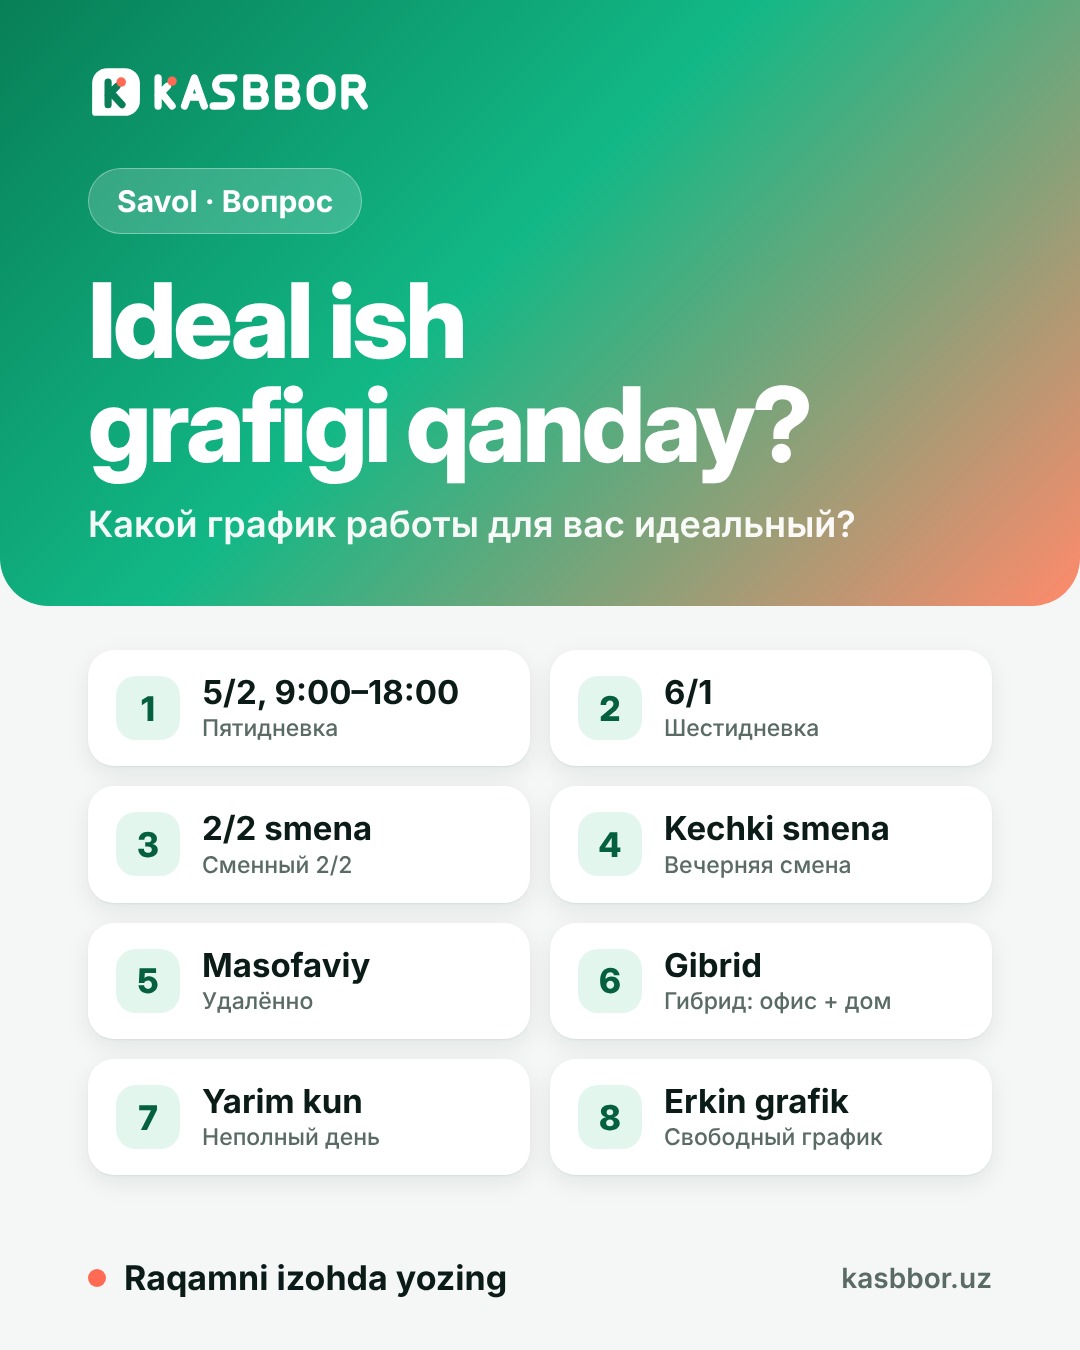 K KASBBOR
Savol · Вопрос
Ideal ish
grafigi qanday?
Какой график работы для вас идеальный?
1 5/2, 9:00–18:00
Пятидневка
2 6/1
Шестидневка
3 2/2 smena
Сменный 2/2
4 Kechki smena
Вечерняя смена
5 Masofaviy
Удалённо
6 Gibrid
Гибрид: офис + дом
7 Yarim kun
Неполный день
8 Erkin grafik
Свободный график
Raqamni izohda yozing
kasbbor.uz